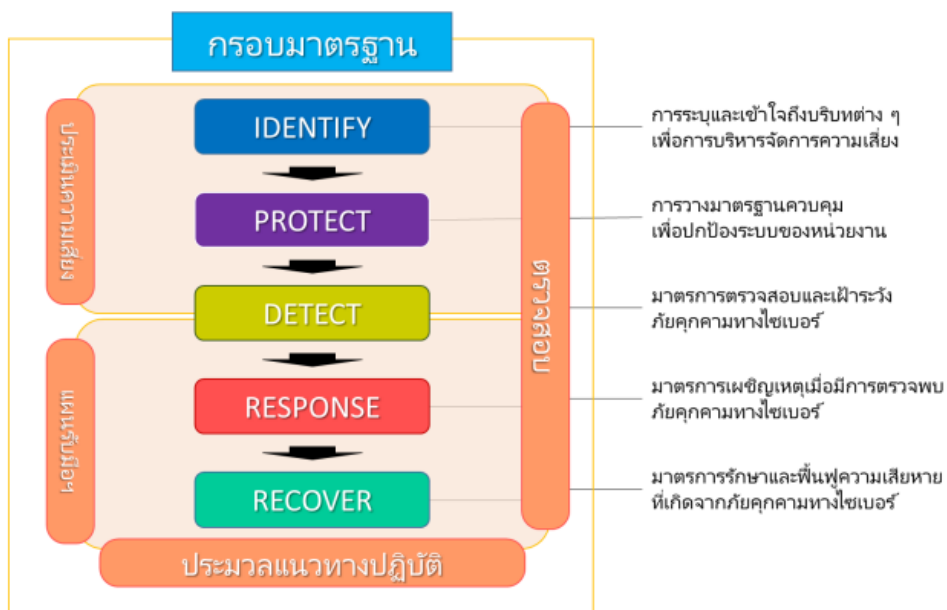 กรอบมาตรฐาน
ประเมินความเสี่ยง
IDENTIFY
การระบุและเข้าใจถึงบริบทต่าง ๆ
เพื่อการบริหารจัดการความเสี่ยง
PROTECT
การวางมาตรฐานควบคุม
เพื่อปกป้องระบบของหน่วยงาน
ตรวจสอบ
DETECT
มาตรการตรวจสอบและเฝ้าระวัง
ภัยคุกคามทางไซเบอร์
แผนรับมือฯ
RESPONSE
มาตรการเผชิญเหตุเมื่อมีการตรวจพบ
ภัยคุกคามทางไซเบอร์
RECOVER
มาตรการรักษาและฟื้นฟูความเสียหาย
ที่เกิดจากภัยคุกคามทางไซเบอร์
ประมวลแนวทางปฏิบัติ